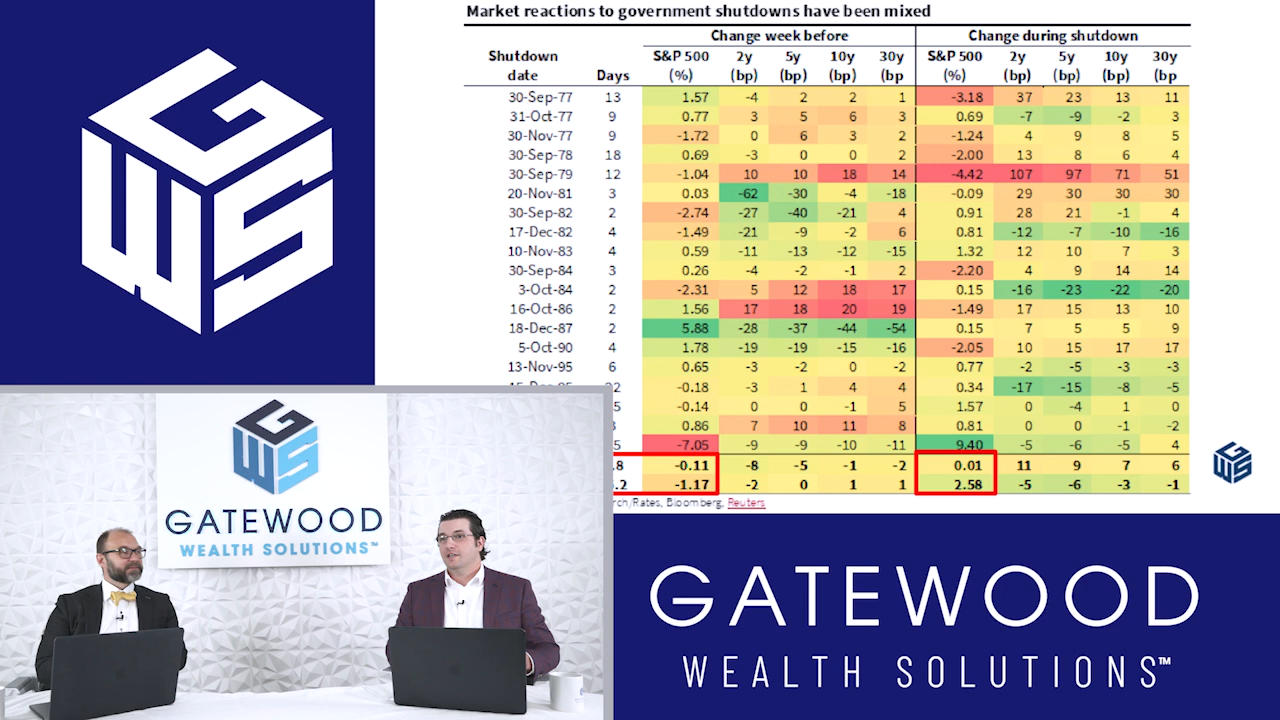 Market reactions to government shutdowns have been mixed
Change week before Change during shutdown
Shutdown S&P 500 2y 5y 10y 30y S&P 500 2y 5y 10y 30y
date Days (%) (bp) (bp) (bp) (bp (%) (bp) (bp) (bp) (bp
30-Sep-77 13 1.57 -4 2 2 1 -3.18 37 23 13 11
31-Oct-77 9 0.77 3 5 6 3 0.69 -7 -9 -2 3
30-Nov-77 9 -1.72 0 6 3 2 -1.24 4 9 8 5
30-Sep-78 18 0.69 -3 0 0 2 -2.00 13 8 6 4
30-Sep-79 12 -1.04 10 10 18 14 -4.42 107 97 71 51
20-Nov-81 3 0.03 -62 -30 -4 -18 -0.09 29 30 30 30
30-Sep-82 2 -2.74 -27 -40 -21 4 0.91 28 21 -1 4
17-Dec-82 4 -1.49 -21 -9 -2 6 0.81 -12 -7 -10 -16
10-Nov-83 4 0.59 -11 -13 -12 -15 1.32 12 10 7 3
30-Sep-84 3 0.26 -4 -2 -1 2 -2.20 4 9 14 14
3-Oct-84 2 -2.31 5 12 18 17 0.15 -16 -23 -22 -20
16-Oct-86 2 1.56 17 18 20 19 -1.49 17 15 13 10
18-Dec-87 2 5.88 -28 -37 -44 -54 0.15 7 5 5 9
5-Oct-90 4 1.78 -19 -19 -15 -16 -2.05 10 15 17 17
13-Nov-95 6 0.65 -3 -2 0 -2 0.77 -2 -5 -3 -3
-0.18 -3 1 4 4 0.34 -17 -15 -8 -5
5 -0.14 0 0 -1 5 1.57 0 -4 1 0
0.86 7 10 11 8 0.81 0 0 -1 -2
5 -7.05 -9 -9 -10 -11 9.40 -5 -6 -5 4
.8 -0.11 -8 -5 -1 -2 0.01 11 9 7 6
.2 -1.17 -2 0 1 1 2.58 -5 -6 -3 -1
rch/Rates, Bloomberg, Reuters
GWS
GWS
GWS
GATEWOOD
WEALTH SOLUTIONS™
GATEWOOD
WEALTH SOLUTIONS™